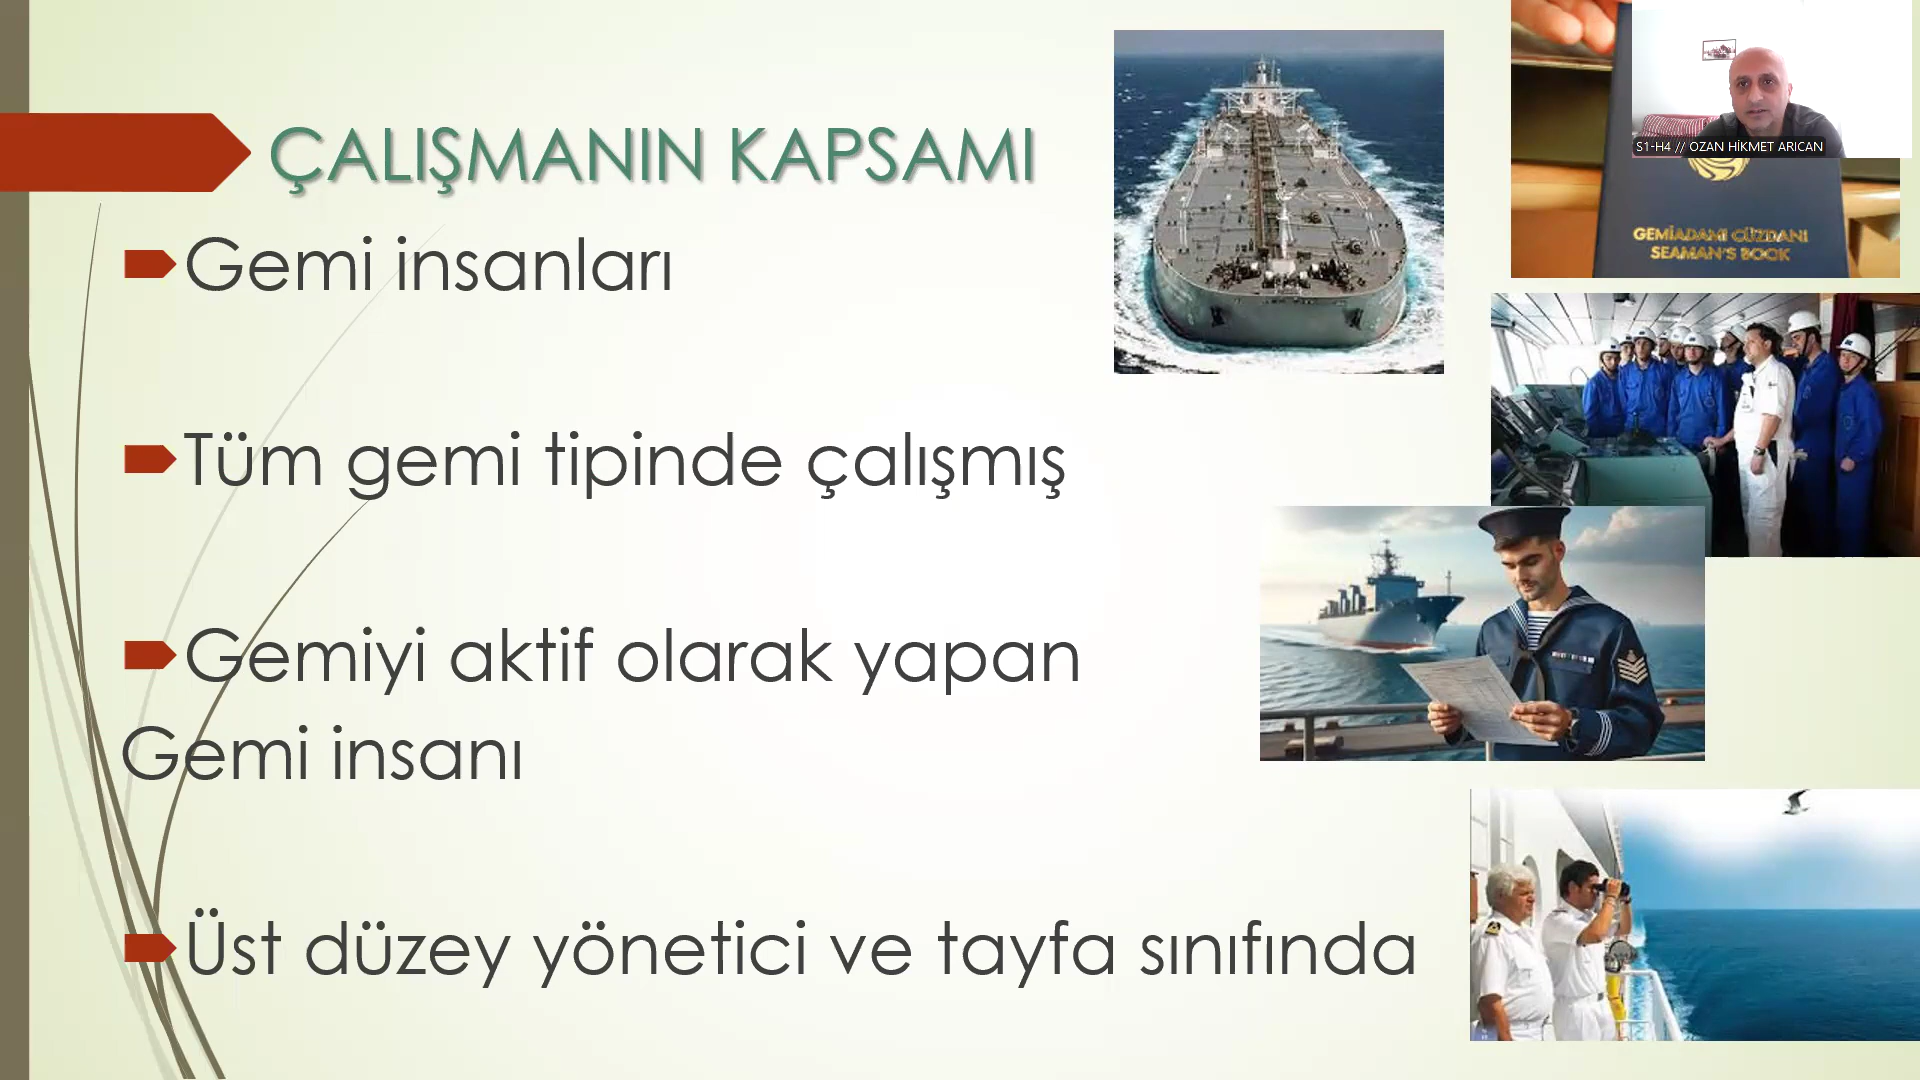 ÇALIŞMANIN KAPSAMI
Gemi insanları
Tüm gemi tipinde çalışmış
Gemiyi aktif olarak yapan
Gemi insanı
Üst düzey yönetici ve tayfa sınıfında
S1-H4 // OZAN HİKMET ARICAN
GEMİADAMI CÜZDANI
SEAMAN'S BOOK